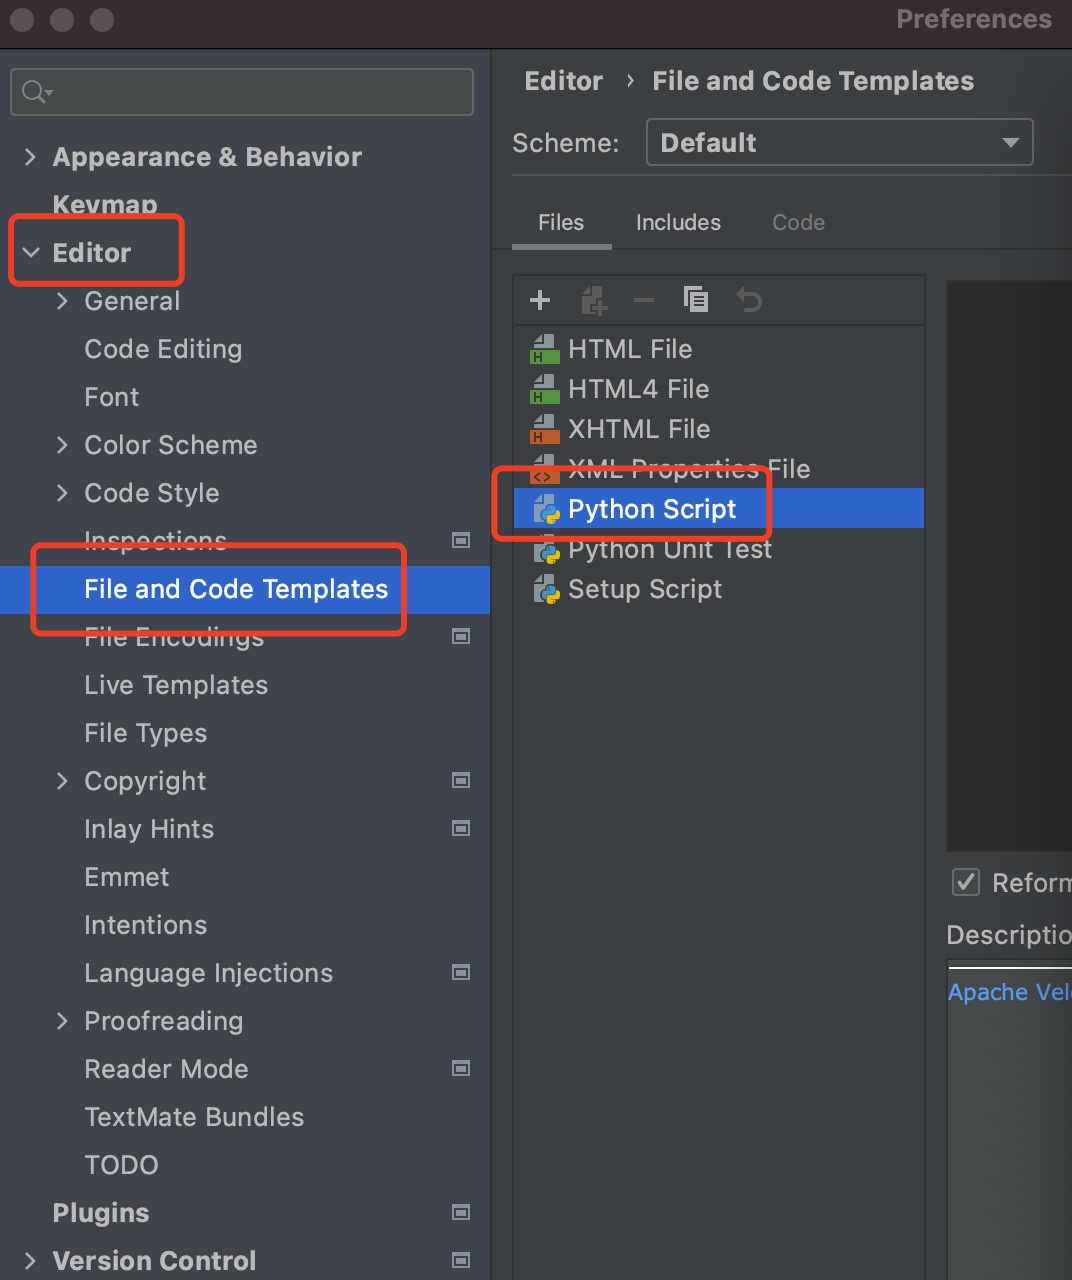 Preferences
Appearance & Behavior
Keymap
Editor
General
Code Editing
Font
Color Scheme
Code Style
Inspections
File and Code Templates
File Encodings
Live Templates
File Types
Copyright
Inlay Hints
Emmet
Intentions
Language Injections
Proofreading
Reader Mode
TextMate Bundles
TODO
Plugins
Version Control
Editor › File and Code Templates
Scheme: Default
Files Includes Code
HTML File
HTML4 File
XHTML File
XML Properties File
Python Script
Python Unit Test
Setup Script
Reform
Descriptio
Apache Vel